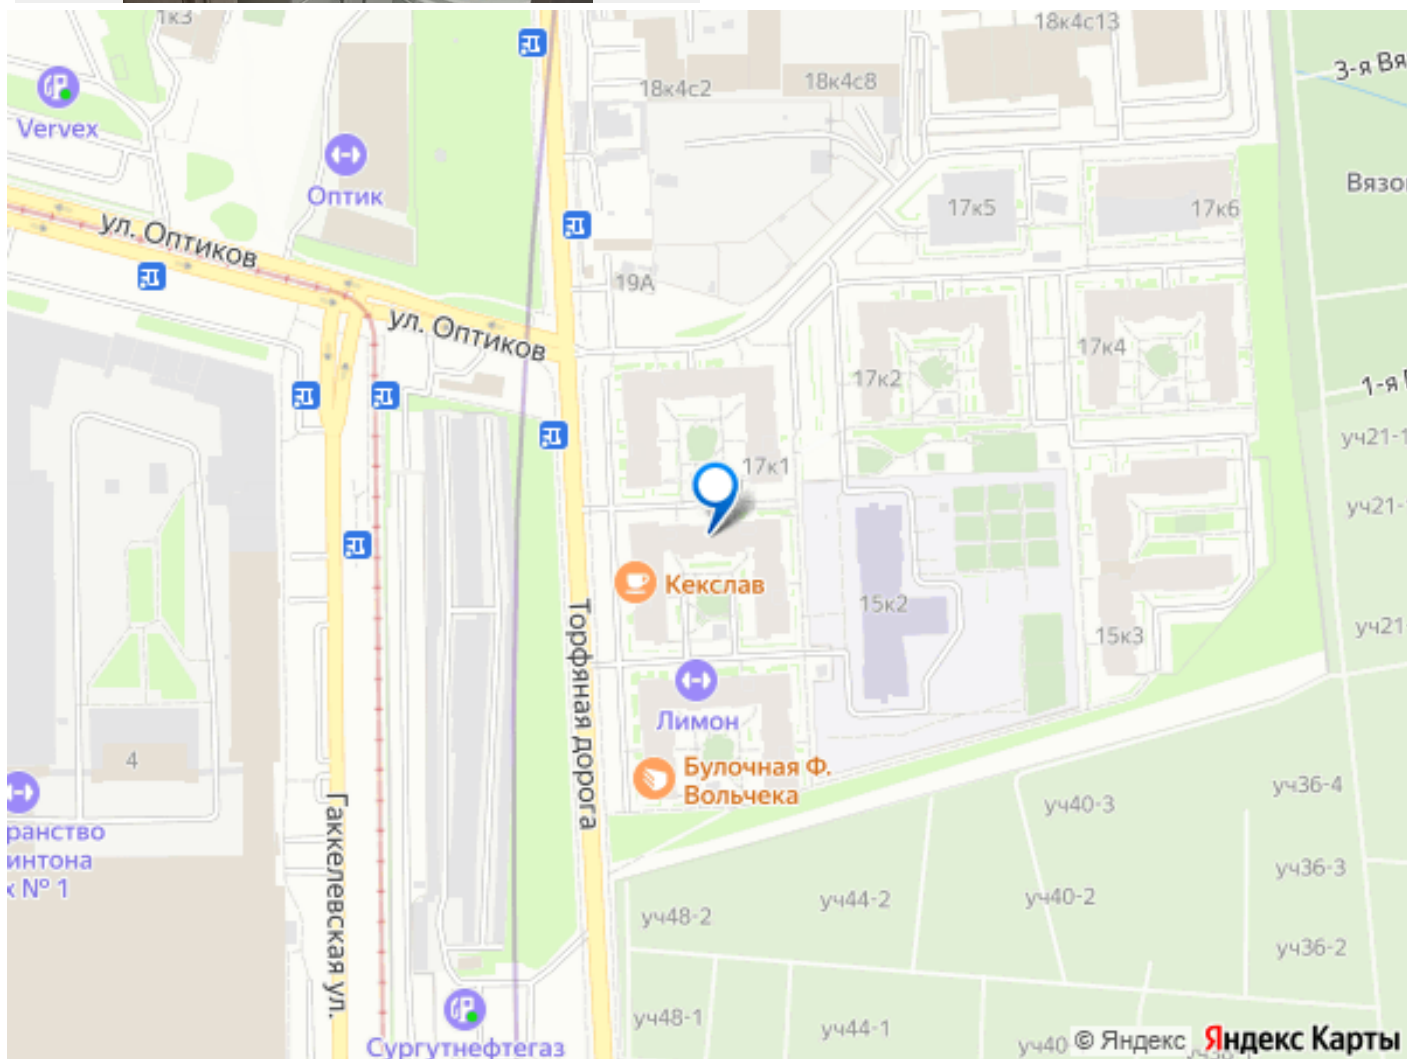 1к3
18к4с13
3-я Вя
18к4с2
18к4с8
Vervex
Оптик
Вязо
17к5
17к6
ул. Оптиков
19А
ул. Оптиков
17к4
17к2
1-я
уч21-1
17к1
уч21-
Кекслав
15к2
Торфяная дорога
уч21
15к3
Лимон
4
Булочная Ф.
Вольчека
уч36-4
уч40-3
Гаккелевская ул.
ранство
интона
к № 1
уч36-3
уч44-2
уч40-2
уч48-2
уч36-2
уч48-1
уч44-1
уч40
© Яндекс
Яндекс Карты
Сургутнефтегаз